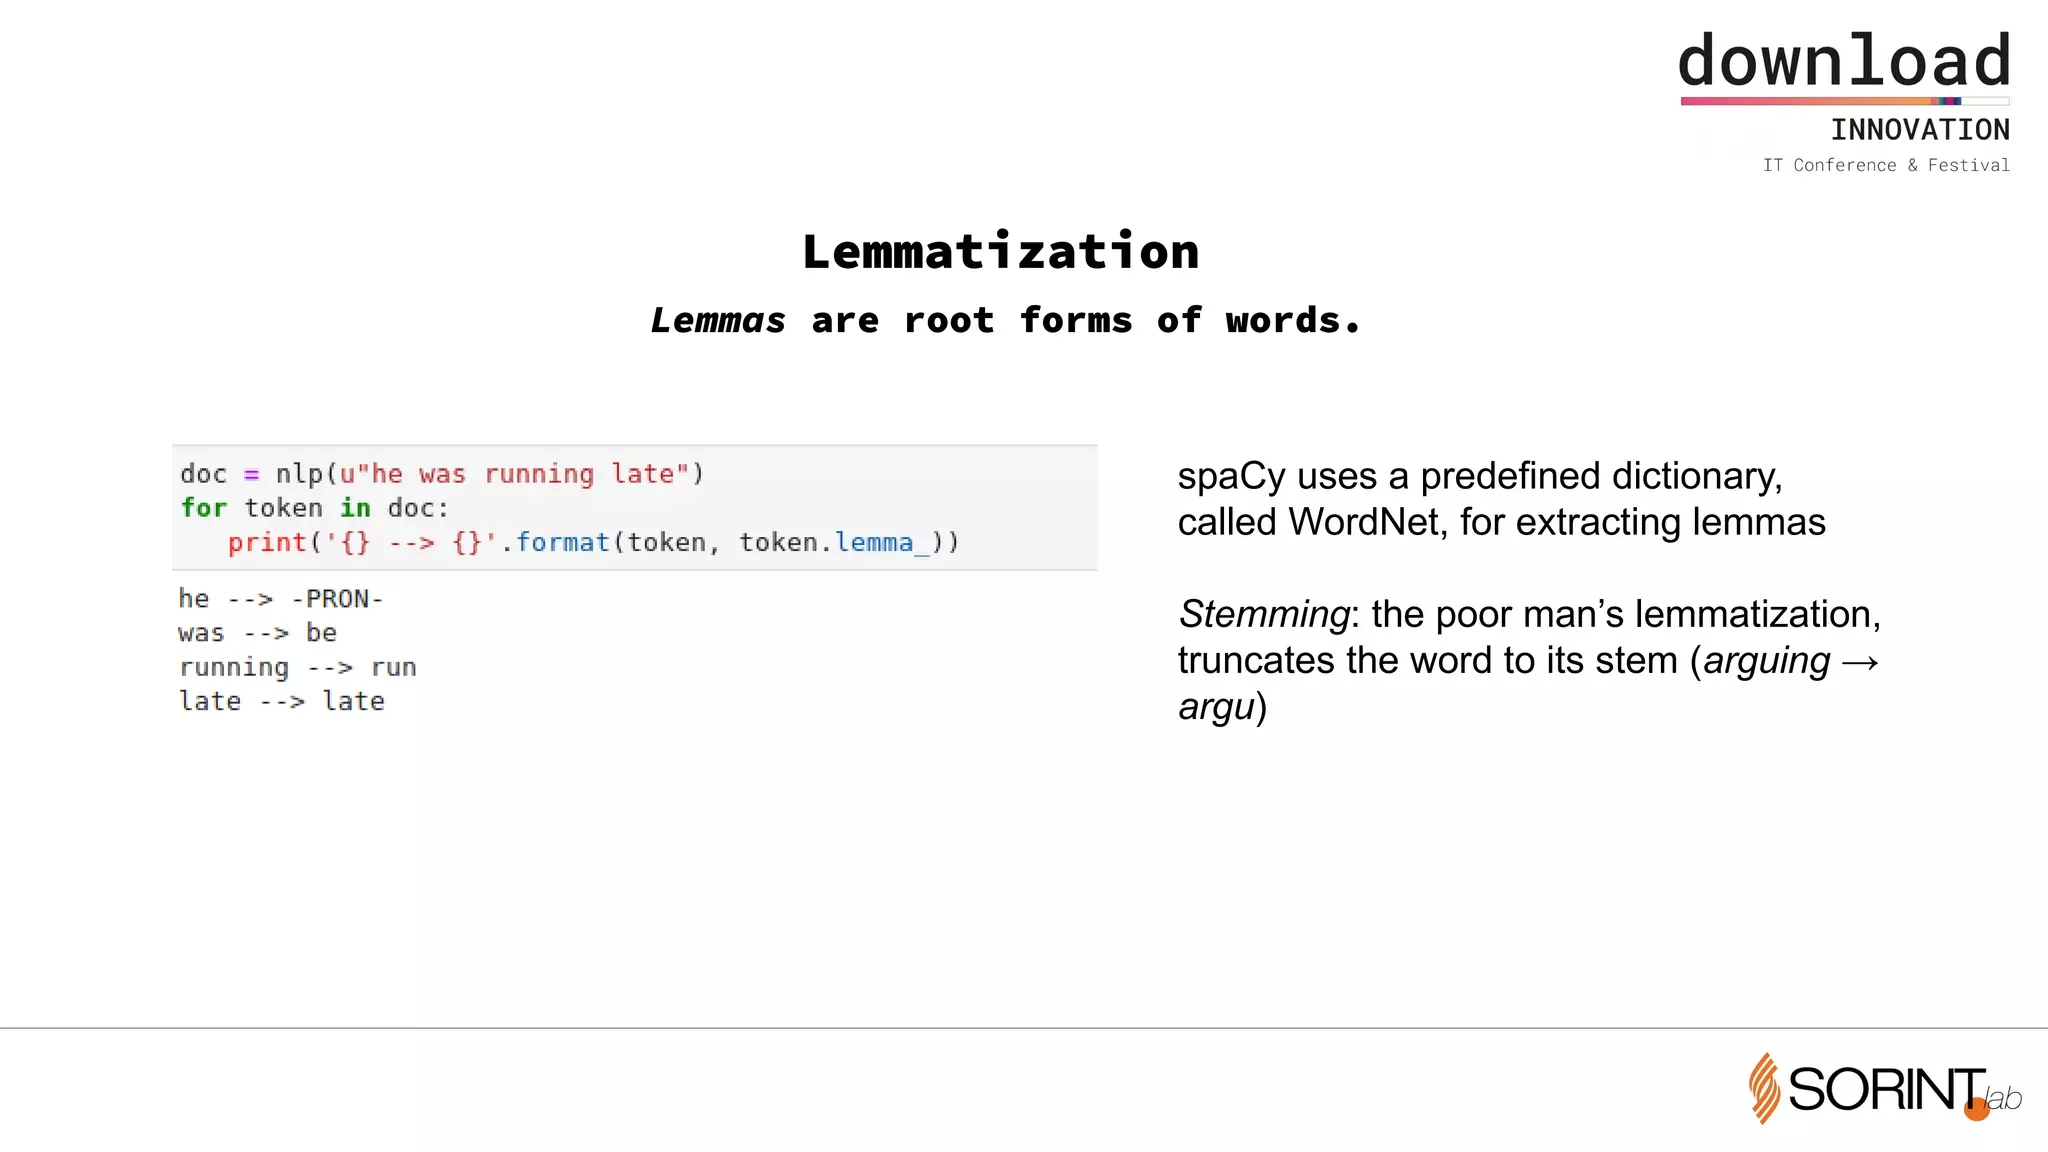 download
INNOVATION
IT Conference & Festival
Lemmatization
Lemmas are root forms of words.
doc = nlp(u"he was running late")
for token in doc:
   print('{} --> {}'.format(token, token.lemma_))
he --> -PRON-
was --> be
running --> run
late --> late
spaCy uses a predefined dictionary,
called WordNet, for extracting lemmas
Stemming: the poor man’s lemmatization,
truncates the word to its stem (arguing →
argu)
SORINT lab